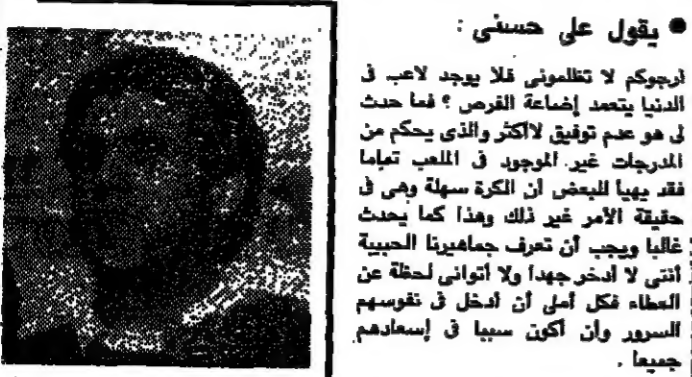 ● يقول على حسنى :
أرجوكم لا تظلمونى فلا يوجد لاعب فى
الدنيا يتعمد إضاعة الفرص ؟ فما حدث
لى هو عدم توفيق لاأكثر والذى يحكم من
المدرجات غير الموجود فى الملعب تماما
فقد يهيأ للبعض أن الكرة سهلة وهى فى
حقيقة الأمر غير ذلك وهذا كما يحدث
غالبا ويجب أن تعرف جماهيرنا الحبيبة
أننى لا أدخر جهدا ولا أتوانى لحظة عن
العطاء فكل أملى أن أدخل فى نفوسهم
السرور وأن أكون سببا فى إسعادهم
جميعا .